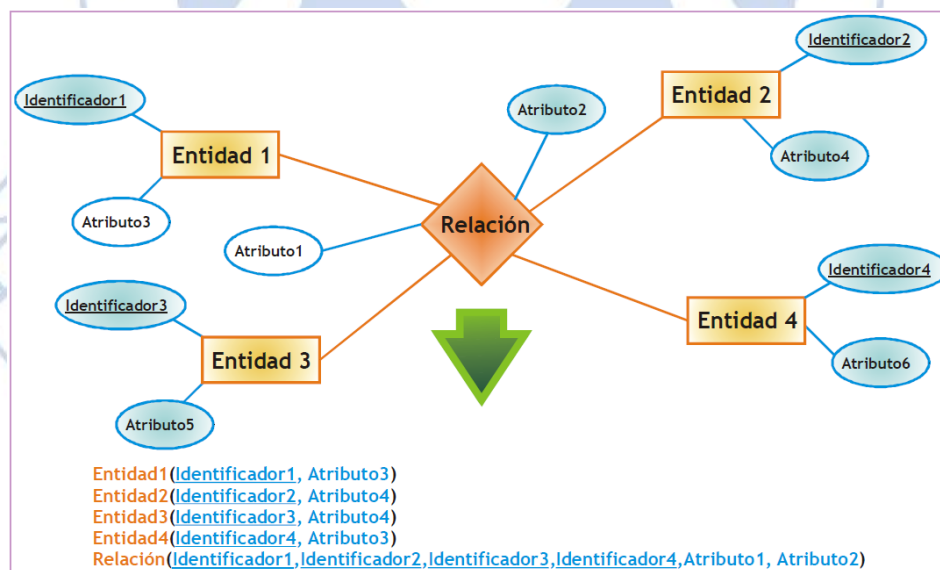 Identificador2
Identificador1
Atributo2
Entidad 2
Entidad 1
Atributo4
Atributo3
Relación
Atributo1
Identificador4
Identificador3
Entidad 4
Entidad 3
Atributo6
Atributo5
Entidad1(Identificador1, Atributo3)
Entidad2(Identificador2, Atributo4)
Entidad3(Identificador3, Atributo4)
Entidad4(Identificador4, Atributo3)
Relación(Identificador1,Identificador2,Identificador3,Identificador4,Atributo1, Atributo2)